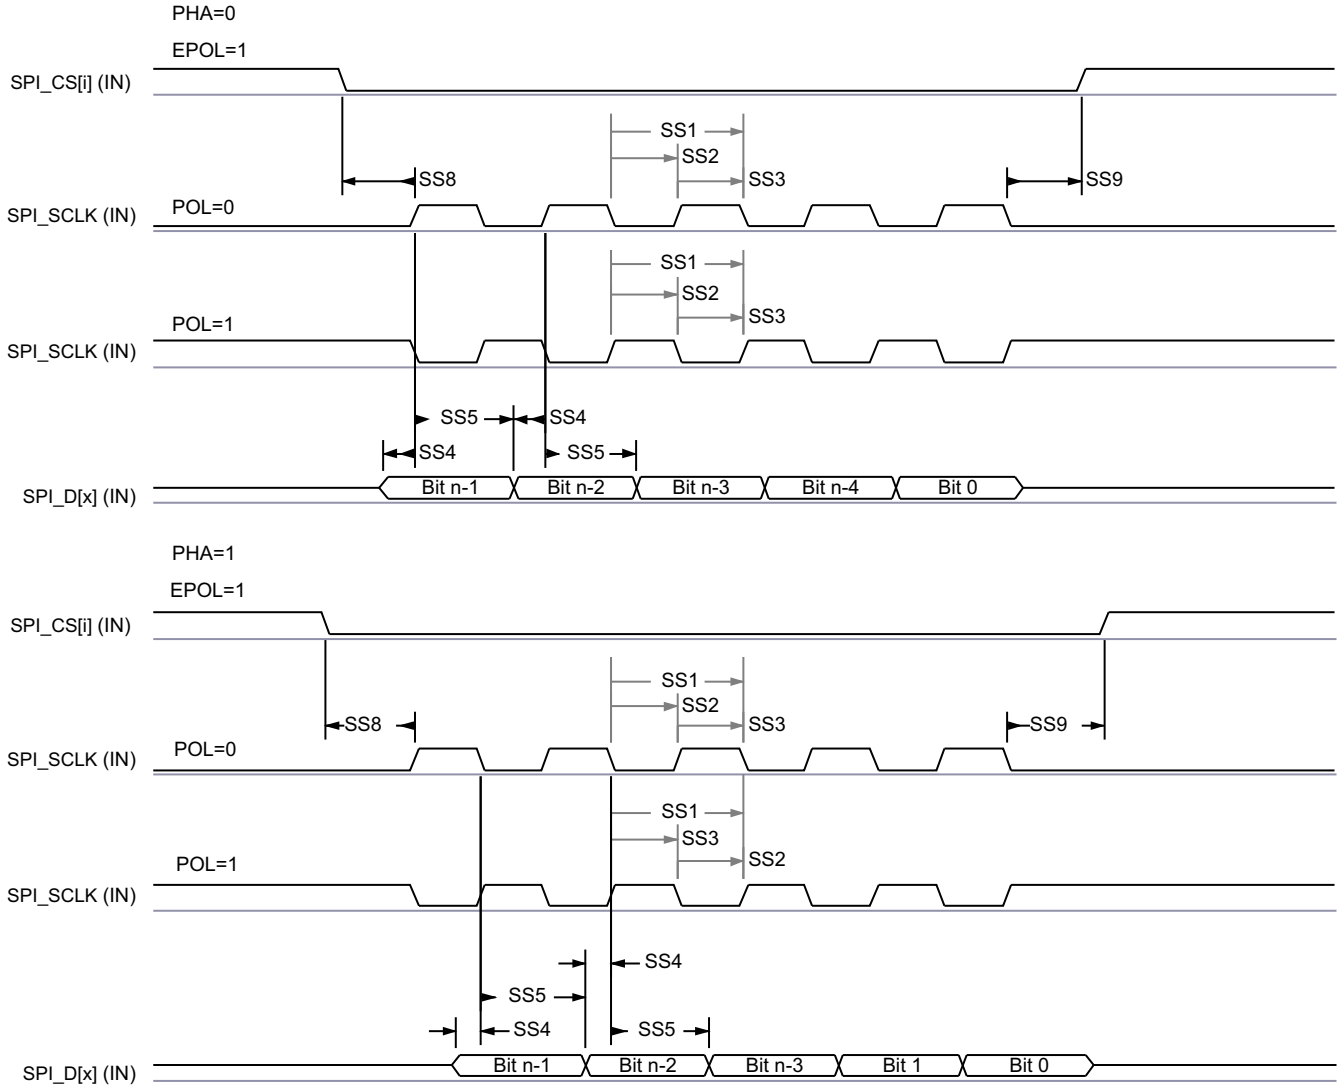 PHA=0
EPOL=1
SPI_CS[i] (IN)
SS1
SS2
SS8
SS3
SS9
POL=0
SPI_SCLK (IN)
SS1
SS2
SS3
POL=1
SPI_SCLK (IN)
SS5
SS4
SS4
SS5
SPI_D[x] (IN)
Bit n-1
Bit n-2
Bit n-3
Bit n-4
Bit 0
PHA=1
EPOL=1
SPI_CS[i] (IN)
SS1
SS2
SS8
SS3
SS9
POL=0
SPI_SCLK (IN)
SS1
SS3
SS2
POL=1
SPI_SCLK (IN)
SS4
SS5
SS4
SS5
SPI_D[x] (IN)
Bit n-1
Bit n-2
Bit n-3
Bit 1
Bit 0